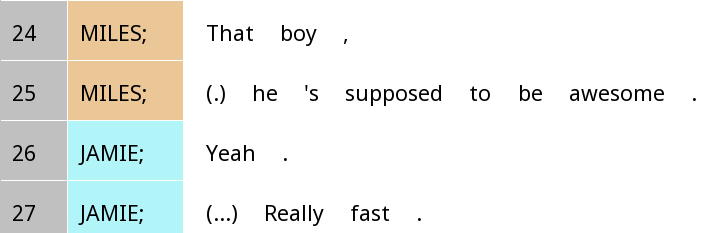 24 MILES; That boy ,
25 MILES; (.) he 's supposed to be awesome .
26 JAMIE; Yeah .
27 JAMIE; (...) Really fast .